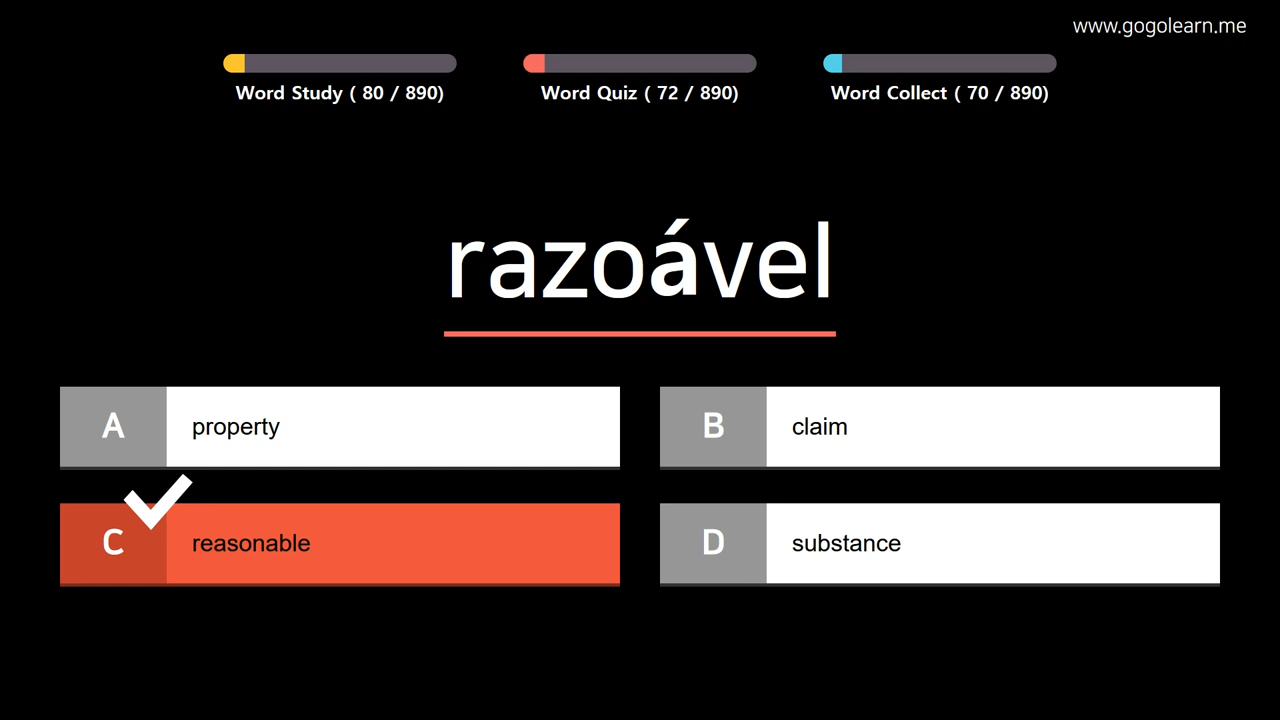 www.gogolearn.me
Word Study ( 80 / 890)
Word Quiz ( 72 / 890)
Word Collect ( 70 / 890)
razoável
A property
B claim
C reasonable
D substance